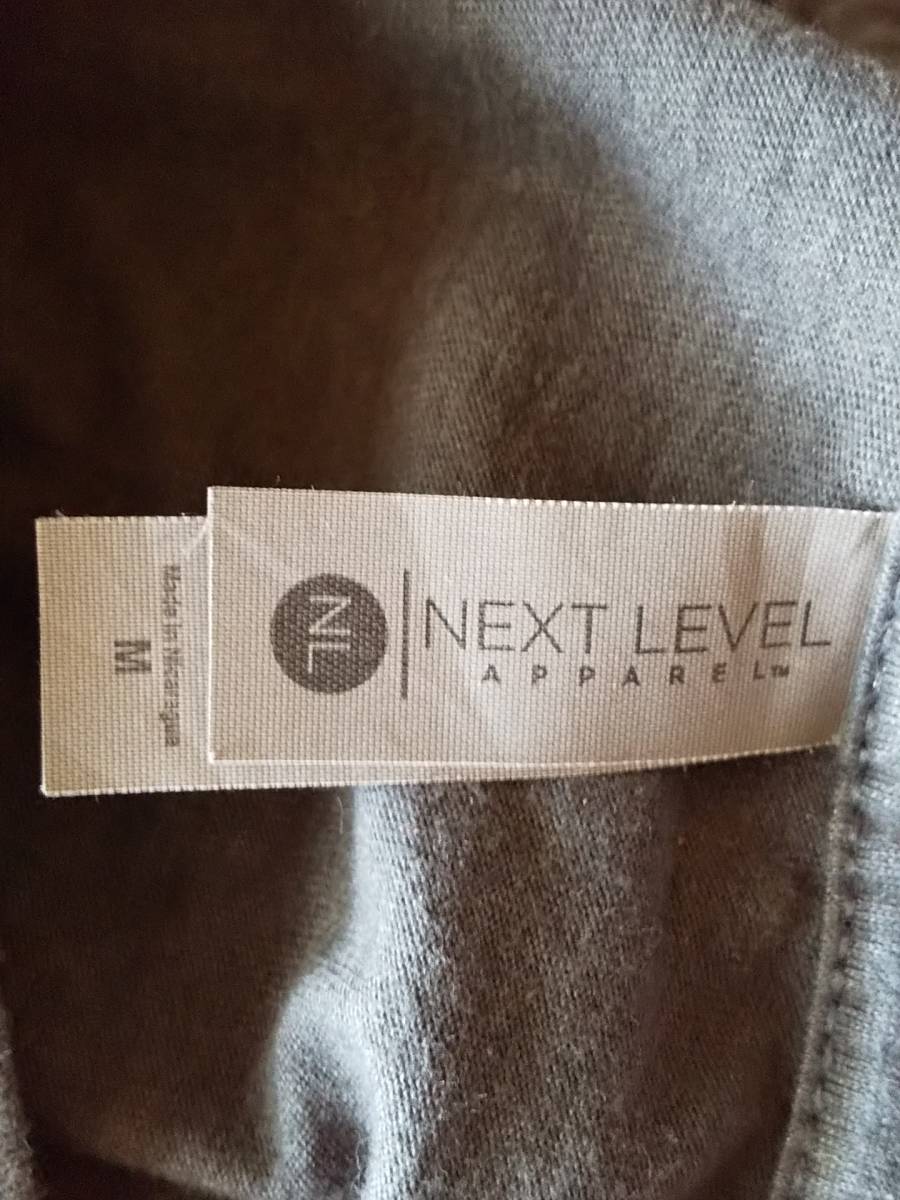 NL
NEXT LEVEL
APPAREL™
M
Made in Nicaragua